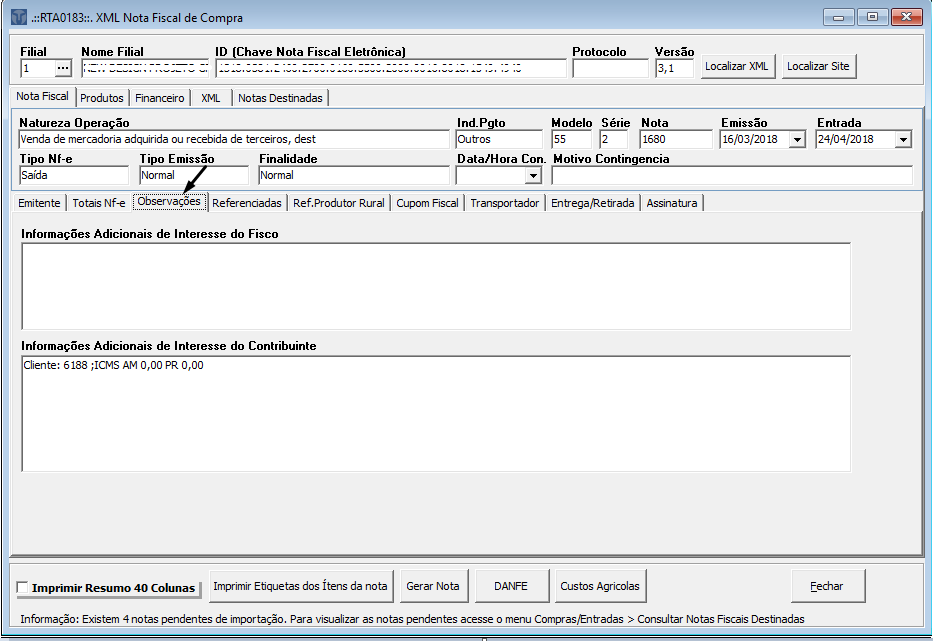 .::RTA0183::. XML Nota Fiscal de Compra
Filial Nome Filial ID (Chave Nota Fiscal Eletrônica) Protocolo Versão
1 ... 3,1 Localizar XML Localizar Site
Nota Fiscal Produtos Financeiro XML Notas Destinadas
Natureza Operação Ind.Pgto Modelo Série Nota Emissão Entrada
Venda de mercadoria adquirida ou recebida de terceiros, dest Outros 55 2 1680 16/03/2018 24/04/2018
Tipo Nf-e Tipo Emissão Finalidade Data/Hora Con. Motivo Contingencia
Saída Normal Normal
Emitente Totais Nf-e Observações Referenciadas Ref.Produtor Rural Cupom Fiscal Transportador Entrega/Retirada Assinatura
Informações Adicionais de Interesse do Fisco
Informações Adicionais de Interesse do Contribuinte
Cliente: 6188 ;ICMS AM 0,00 PR 0,00
Imprimir Resumo 40 Colunas Imprimir Etiquetas dos Ítens da nota Gerar Nota DANFE Custos Agricolas Fechar
Informação: Existem 4 notas pendentes de importação. Para visualizar as notas pendentes acesse o menu Compras/Entradas > Consultar Notas Fiscais Destinadas